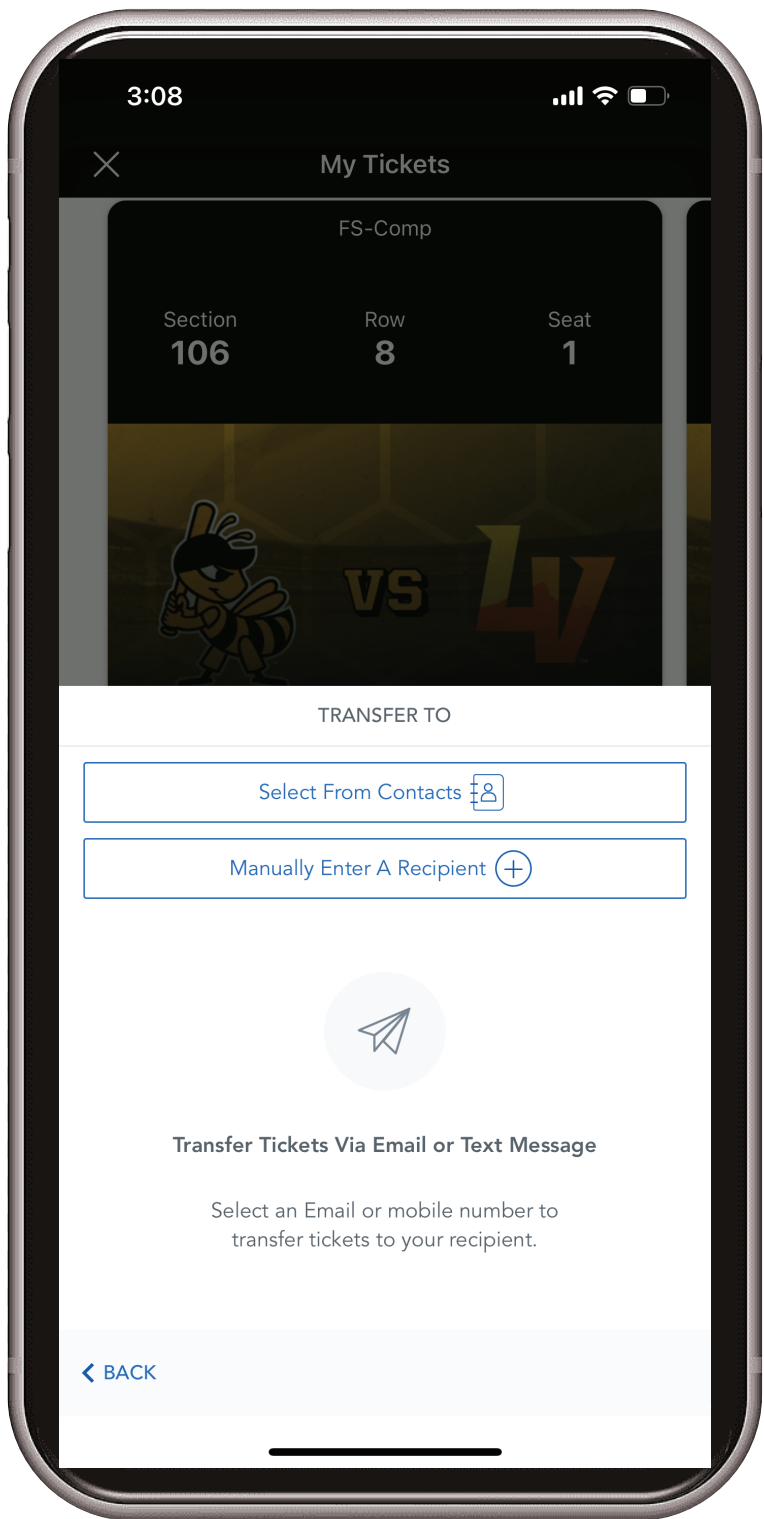 3:08
My Tickets
FS-Comp
Section Row Seat
106 8 1
VS LV
TRANSFER TO
Select From Contacts
Manually Enter A Recipient
Transfer Tickets Via Email or Text Message
Select an Email or mobile number to
transfer tickets to your recipient.
BACK